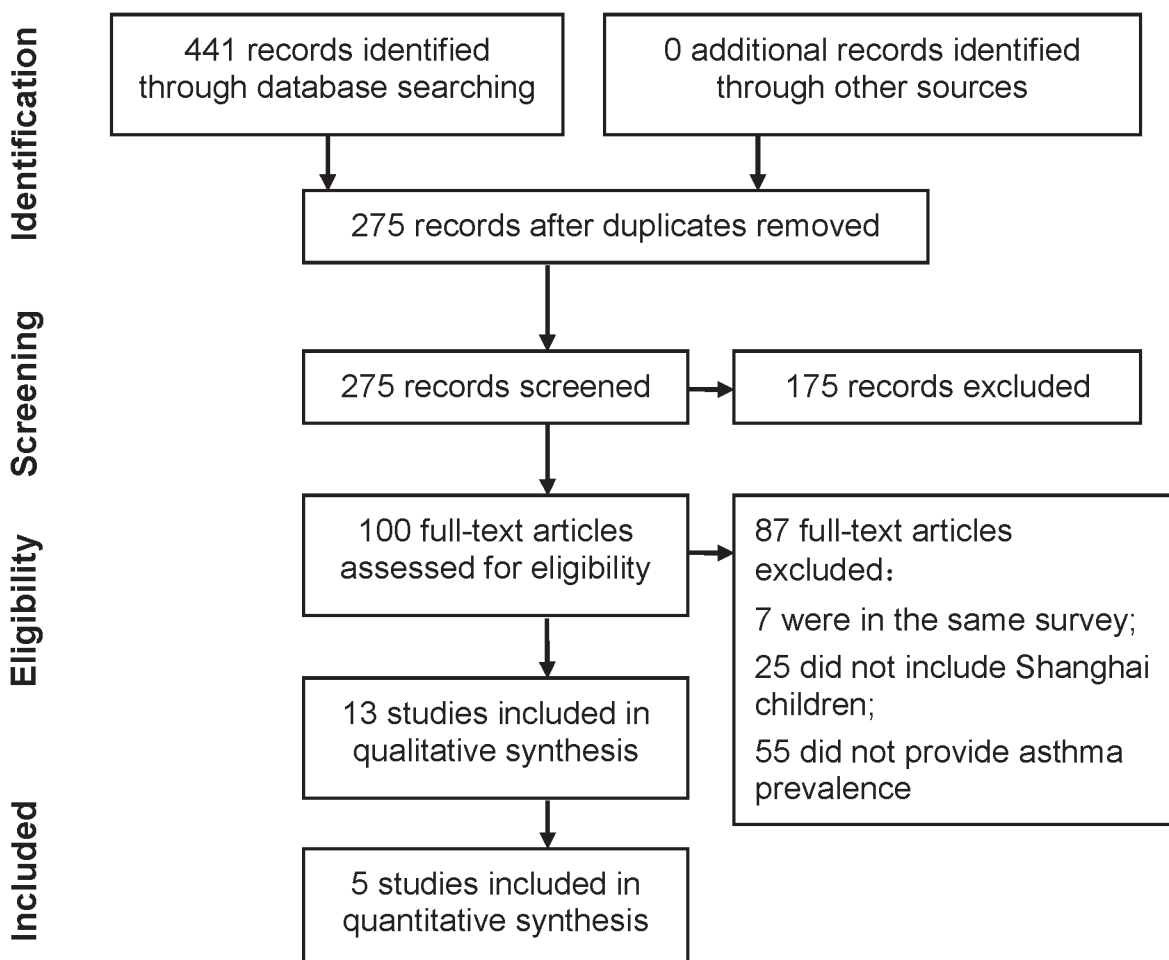 Identification
441 records identified
through database searching
0 additional records identified
through other sources
275 records after duplicates removed
Screening
275 records screened
175 records excluded
Eligibility
100 full-text articles
assessed for eligibility
87 full-text articles
excluded：
7 were in the same survey;
25 did not include Shanghai
children;
55 did not provide asthma
prevalence
13 studies included in
qualitative synthesis
Included
5 studies included in
quantitative synthesis